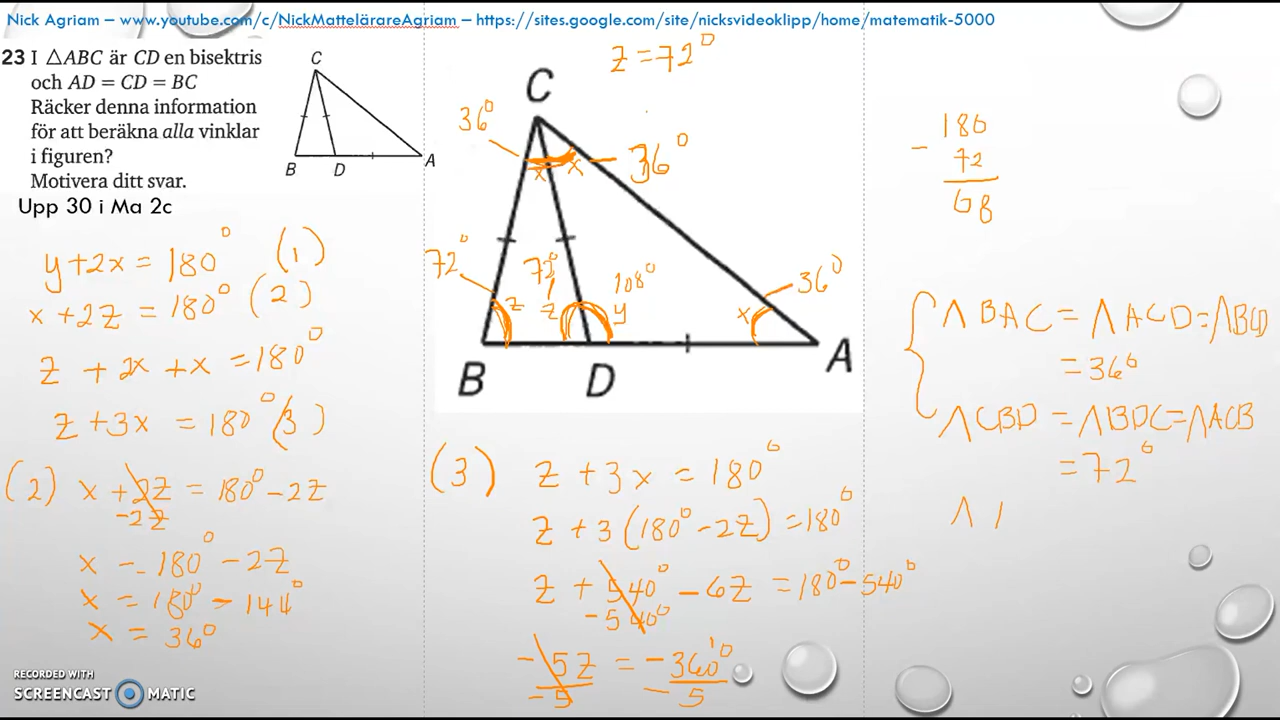 Nick Agriam – www.youtube.com/c/NickMattelärareAgriam – https://sites.google.com/site/nicksvideoklipp/home/matematik-5000
23 I △ABC är CD en bisektris
och AD = CD = BC
Räcker denna information
för att beräkna alla vinklar
i figuren?
Motivera ditt svar.
Upp 30 i Ma 2c
C
B
D
A
y+2x = 180° (1)
x+2z = 180° (2)
z + 2x + x = 180°
z + 3x = 180° (3)
(2) x + 2z = 180° - 2z
-2z
x = 180° - 2z
x = 180° - 144°
x = 36°
z = 72°
C
36°
x
x
36°
72°
72°
108°
36°
z
z
y
x
B
D
A
(3) z + 3x = 180°
z + 3(180° - 2z) = 180°
z + 540° - 6z = 180° - 540°
-540°
-5z = -360°
-5
-5
180
- 72
68
∧ BAC = ∧ ACD = ∧BCD
= 36°
∧CBD = ∧BDC = ∧ACB
= 72°
∧
RECORDED WITH
SCREENCAST MATIC